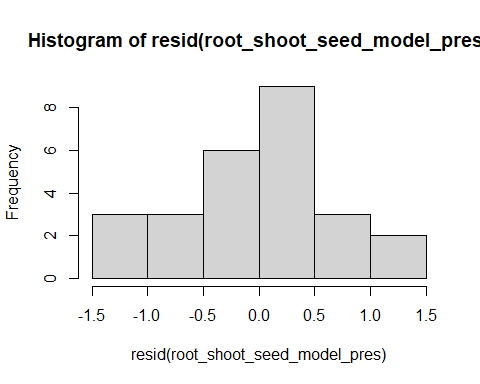 Histogram of resid(root_shoot_seed_model_pres
Frequency
8
6
4
2
0
-1.5 -1.0 -0.5 0.0 0.5 1.0 1.5
resid(root_shoot_seed_model_pres)